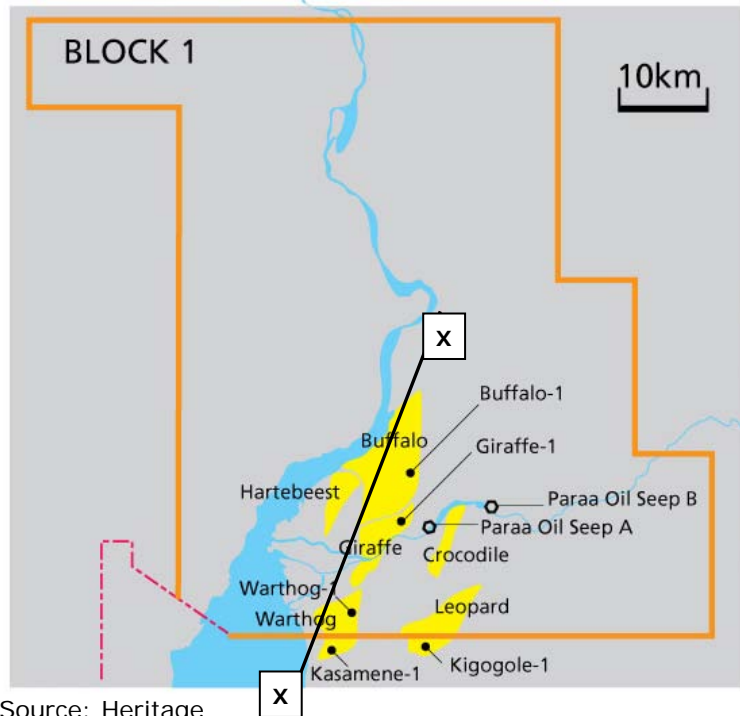 BLOCK 1
10km
X
Buffalo-1
Buffalo
Giraffe-1
Hartebeest
Paraa Oil Seep B
Paraa Oil Seep A
Giraffe
Crocodile
Warthog-1
Leopard
Warthog
Kasamene-1
Kigogole-1
X
Source: Heritage